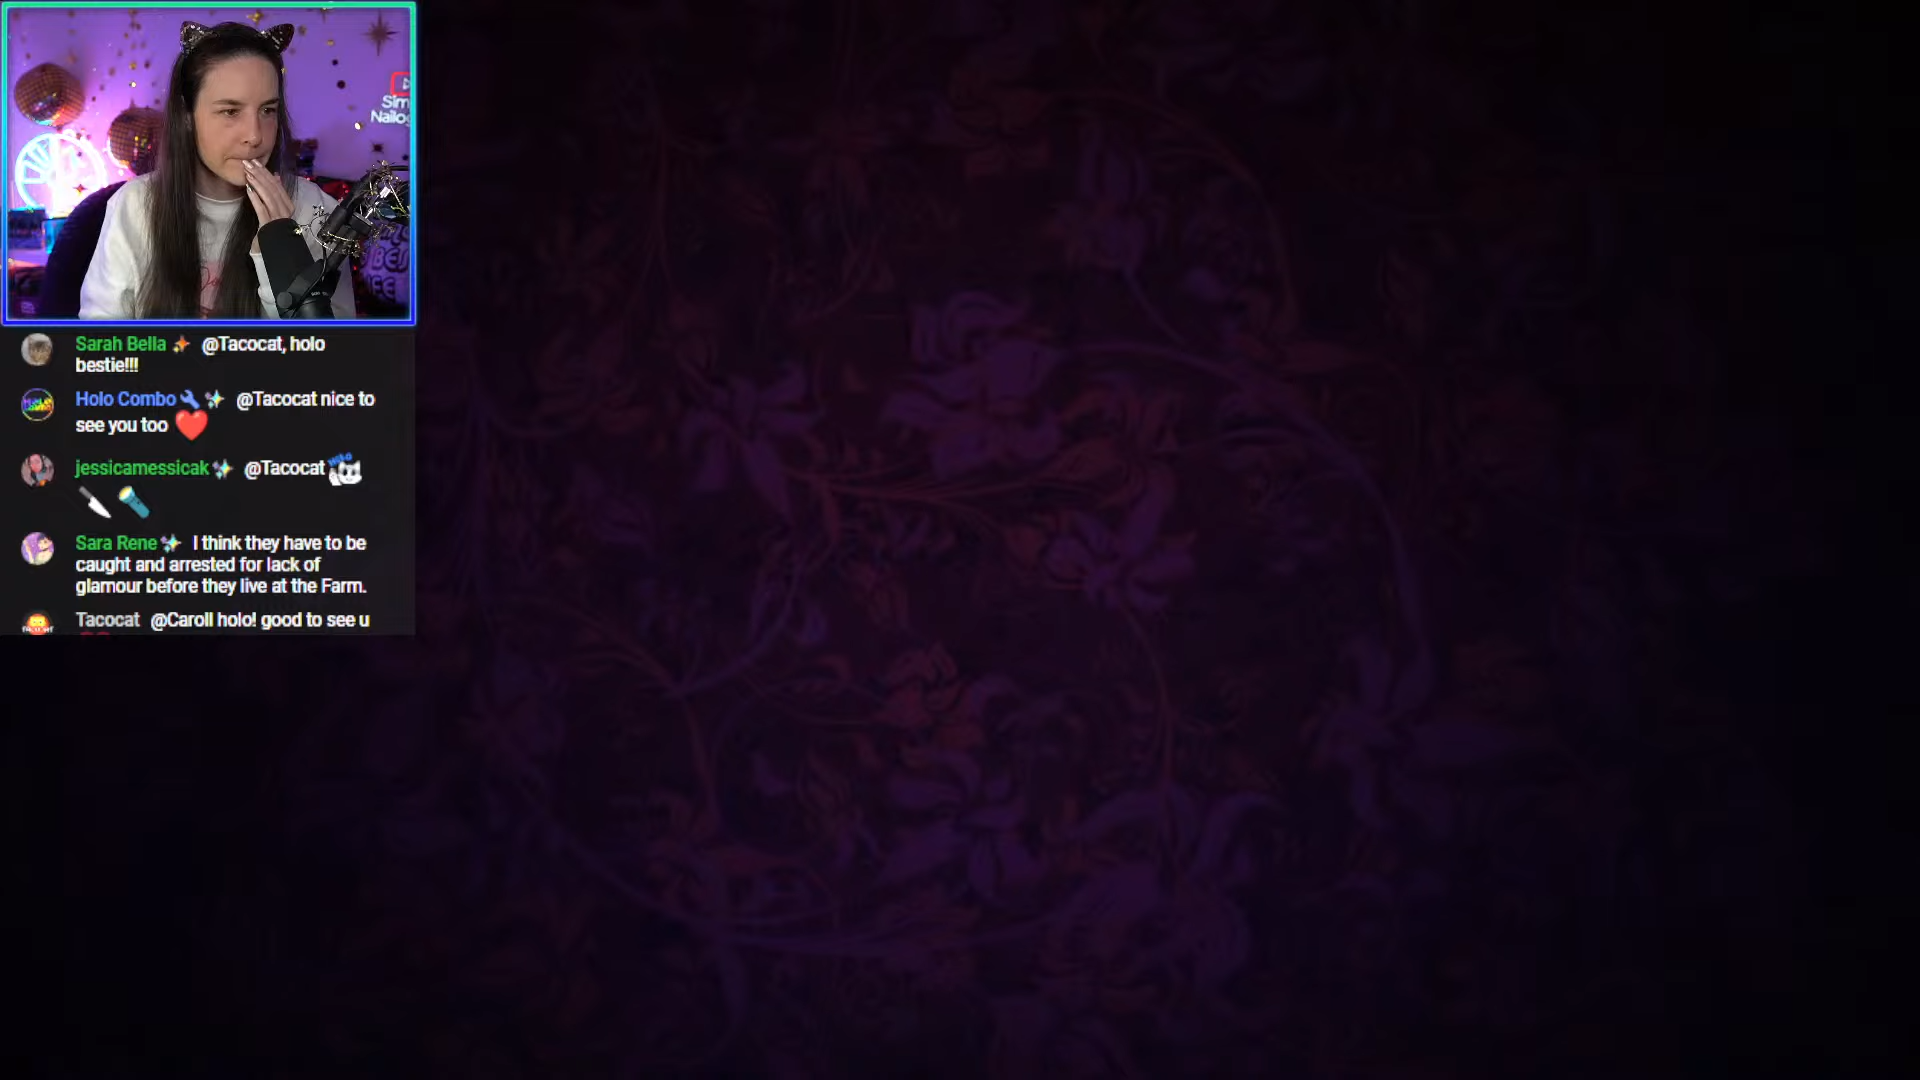 Sim
Nailog
Sarah Bella @Tacocat, holo
bestie!!!
Holo Combo @Tacocat nice to
see you too
jessicamessicak @Tacocat
Sara Rene I think they have to be
caught and arrested for lack of
glamour before they live at the Farm.
Tacocat @Caroll holo! good to see u